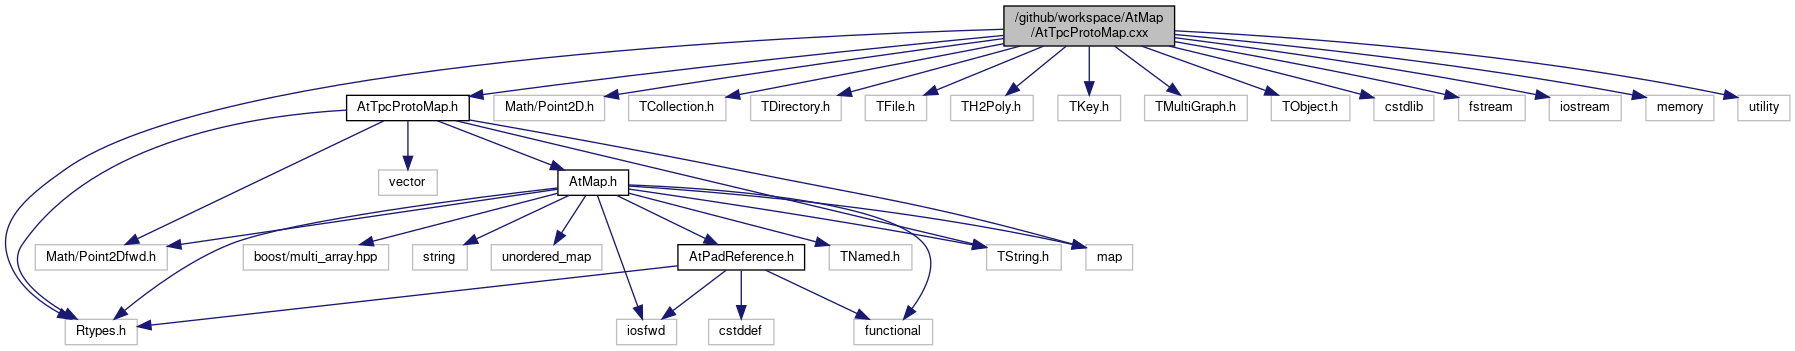 /github/workspace/AtMap
/AtTpcProtoMap.cxx
AtTpcProtoMap.h
Math/Point2D.h
TCollection.h
TDirectory.h
TFile.h
TH2Poly.h
TKey.h
TMultiGraph.h
TObject.h
cstdlib
fstream
iostream
memory
utility
vector
AtMap.h
Math/Point2Dfwd.h
boost/multi_array.hpp
string
unordered_map
AtPadReference.h
TNamed.h
TString.h
map
Rtypes.h
iosfwd
cstddef
functional